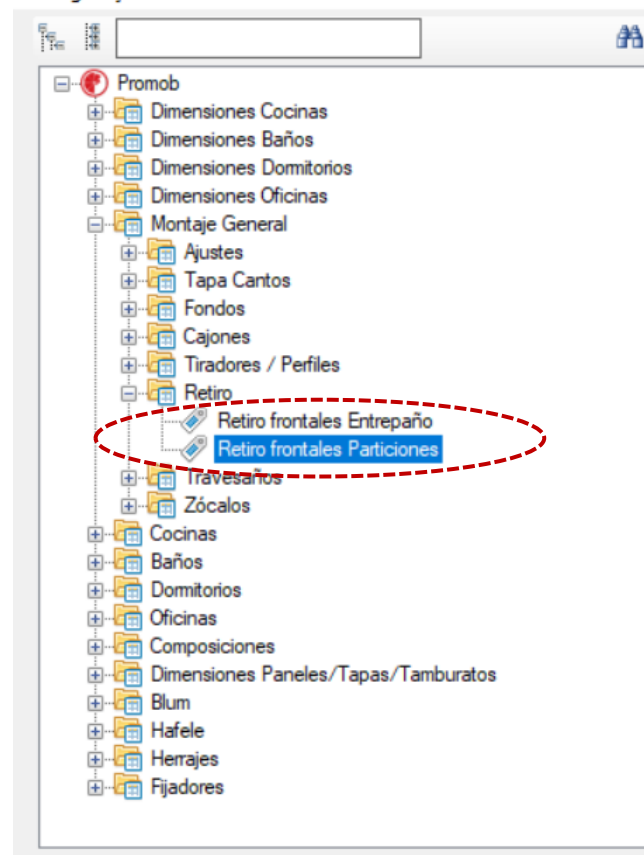 Promob
Dimensiones Cocinas
Dimensiones Baños
Dimensiones Dormitorios
Dimensiones Oficinas
Montaje General
Ajustes
Tapa Cantos
Fondos
Cajones
Tiradores / Perfiles
Retiro
Retiro frontales Entrepaño
Retiro frontales Particiones
Travesaños
Zócalos
Cocinas
Baños
Dormitorios
Oficinas
Composiciones
Dimensiones Paneles/Tapas/Tamburatos
Blum
Hafele
Herrajes
Fijadores